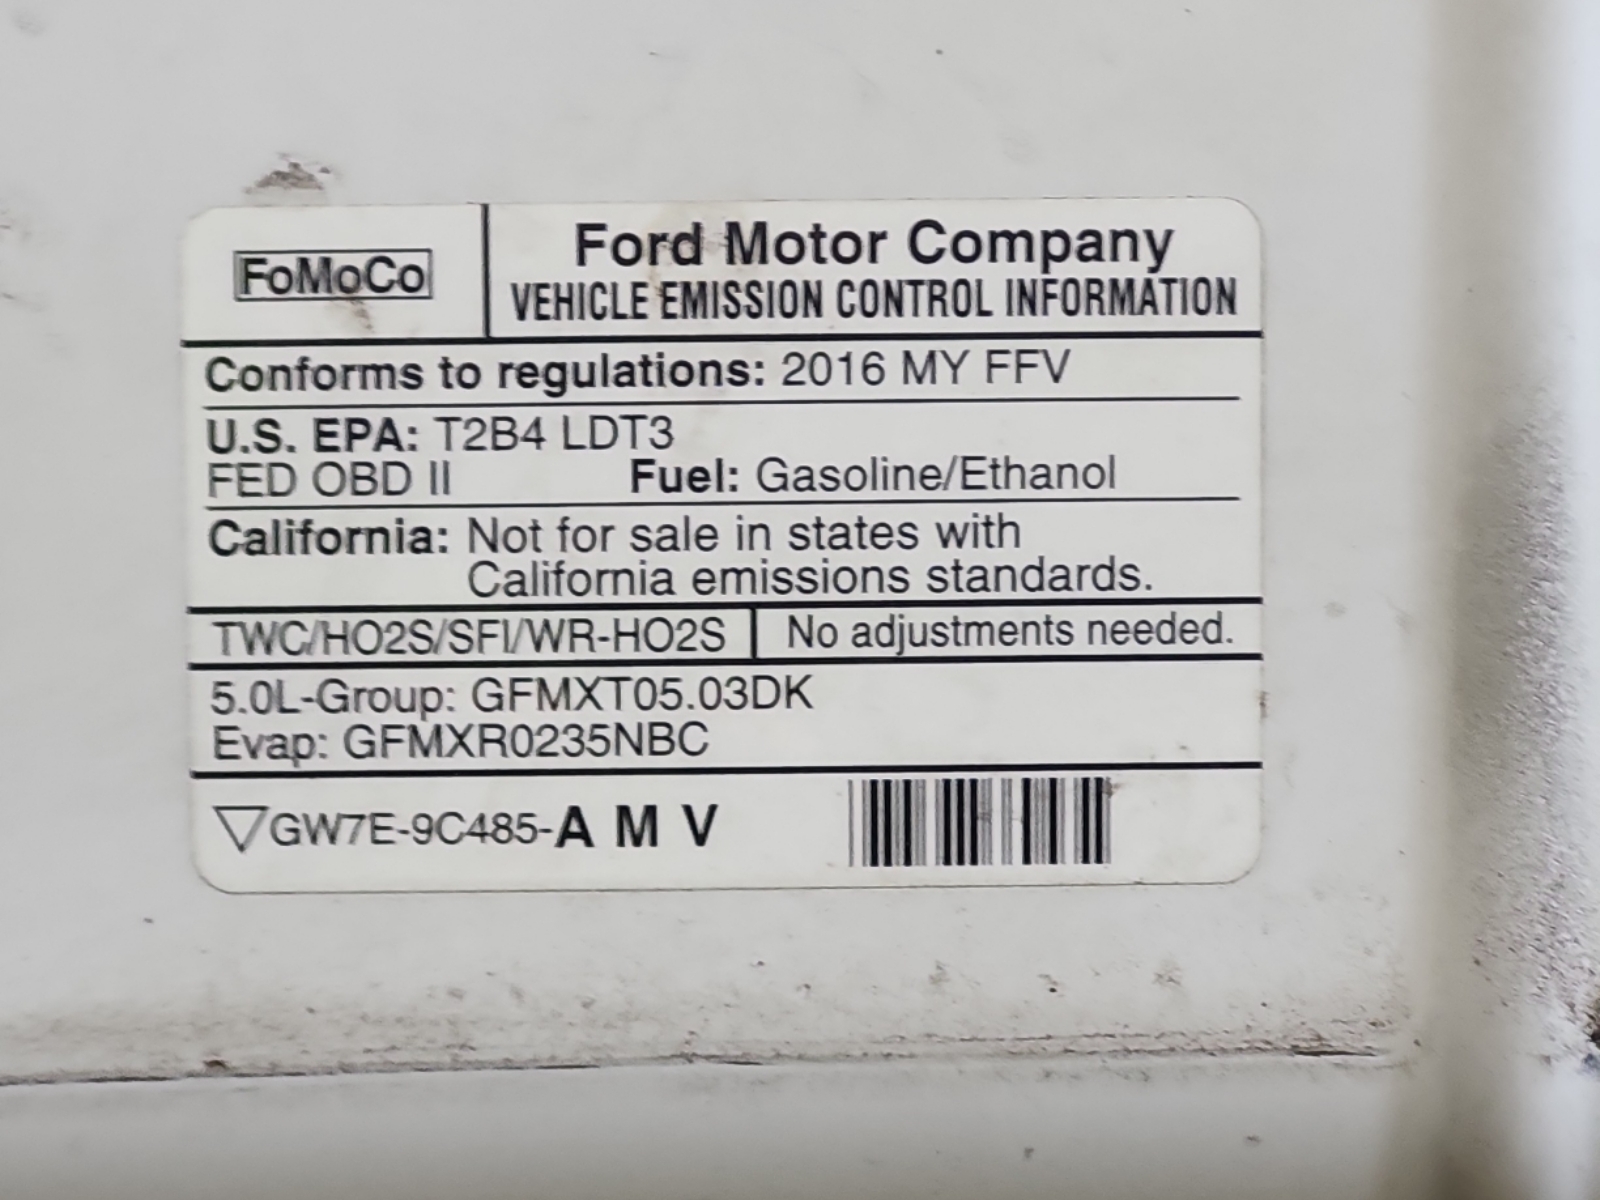 FoMoCo
Ford Motor Company
VEHICLE EMISSION CONTROL INFORMATION
Conforms to regulations: 2016 MY FFV
U.S. EPA: T2B4 LDT3
FED OBD II Fuel: Gasoline/Ethanol
California: Not for sale in states with
California emissions standards.
TWC/HO2S/SFI/WR-HO2S No adjustments needed.
5.0L-Group: GFMXT05.03DK
Evap: GFMXR0235NBC
GW7E-9C485-A M V